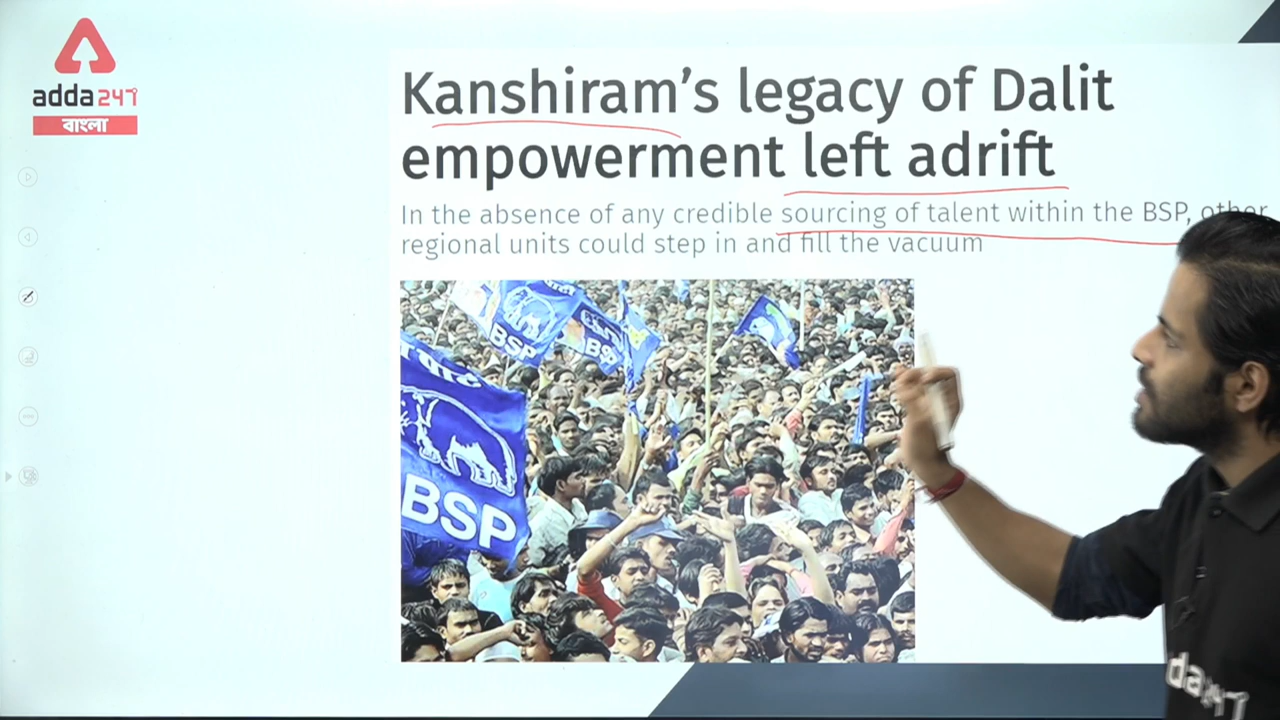 adda247
বাংলা
Kanshiram's legacy of Dalit
empowerment left adrift
In the absence of any credible sourcing of talent within the BSP, other
regional units could step in and fill the vacuum
BSP
BSP
BSP